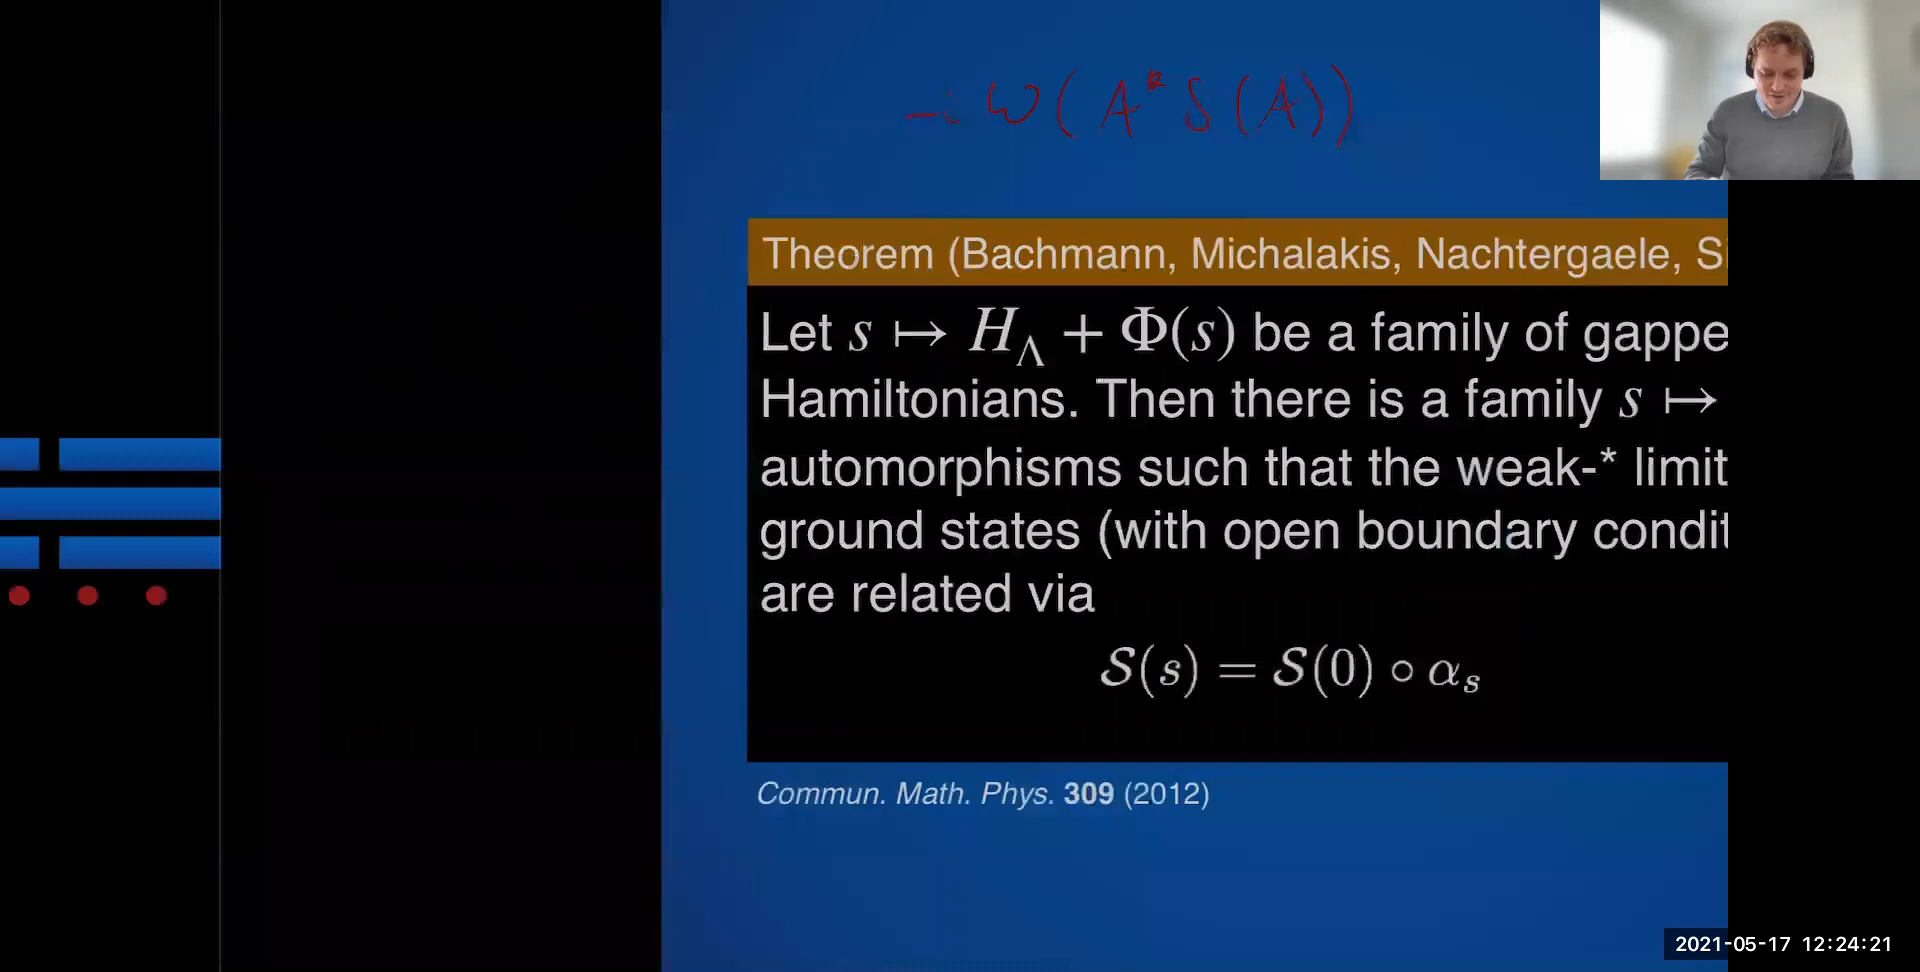 -i ω(A* δ(A))
Theorem (Bachmann, Michalakis, Nachtergaele, Si
Let s ↦ H_Λ + Φ(s) be a family of gappe
Hamiltonians. Then there is a family s ↦
automorphisms such that the weak-* limit
ground states (with open boundary condit
are related via
𝒮(s) = 𝒮(0) ∘ α_s
Commun. Math. Phys. 309 (2012)
2021-05-17 12:24:21